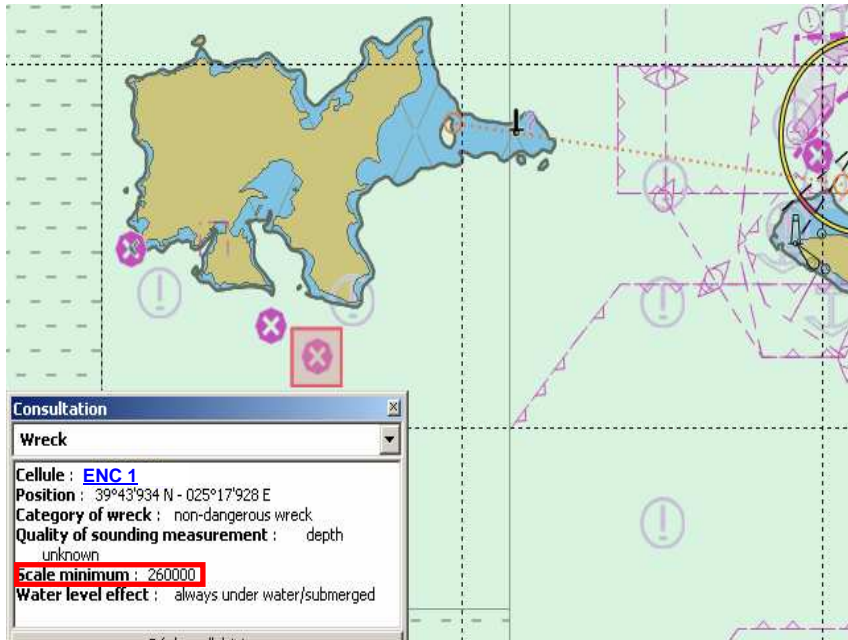 Consultation
Wreck
Cellule : ENC 1
Position : 39°43'934 N - 025°17'928 E
Category of wreck : non-dangerous wreck
Quality of sounding measurement : depth
unknown
Scale minimum : 260000
Water level effect : always under water/submerged